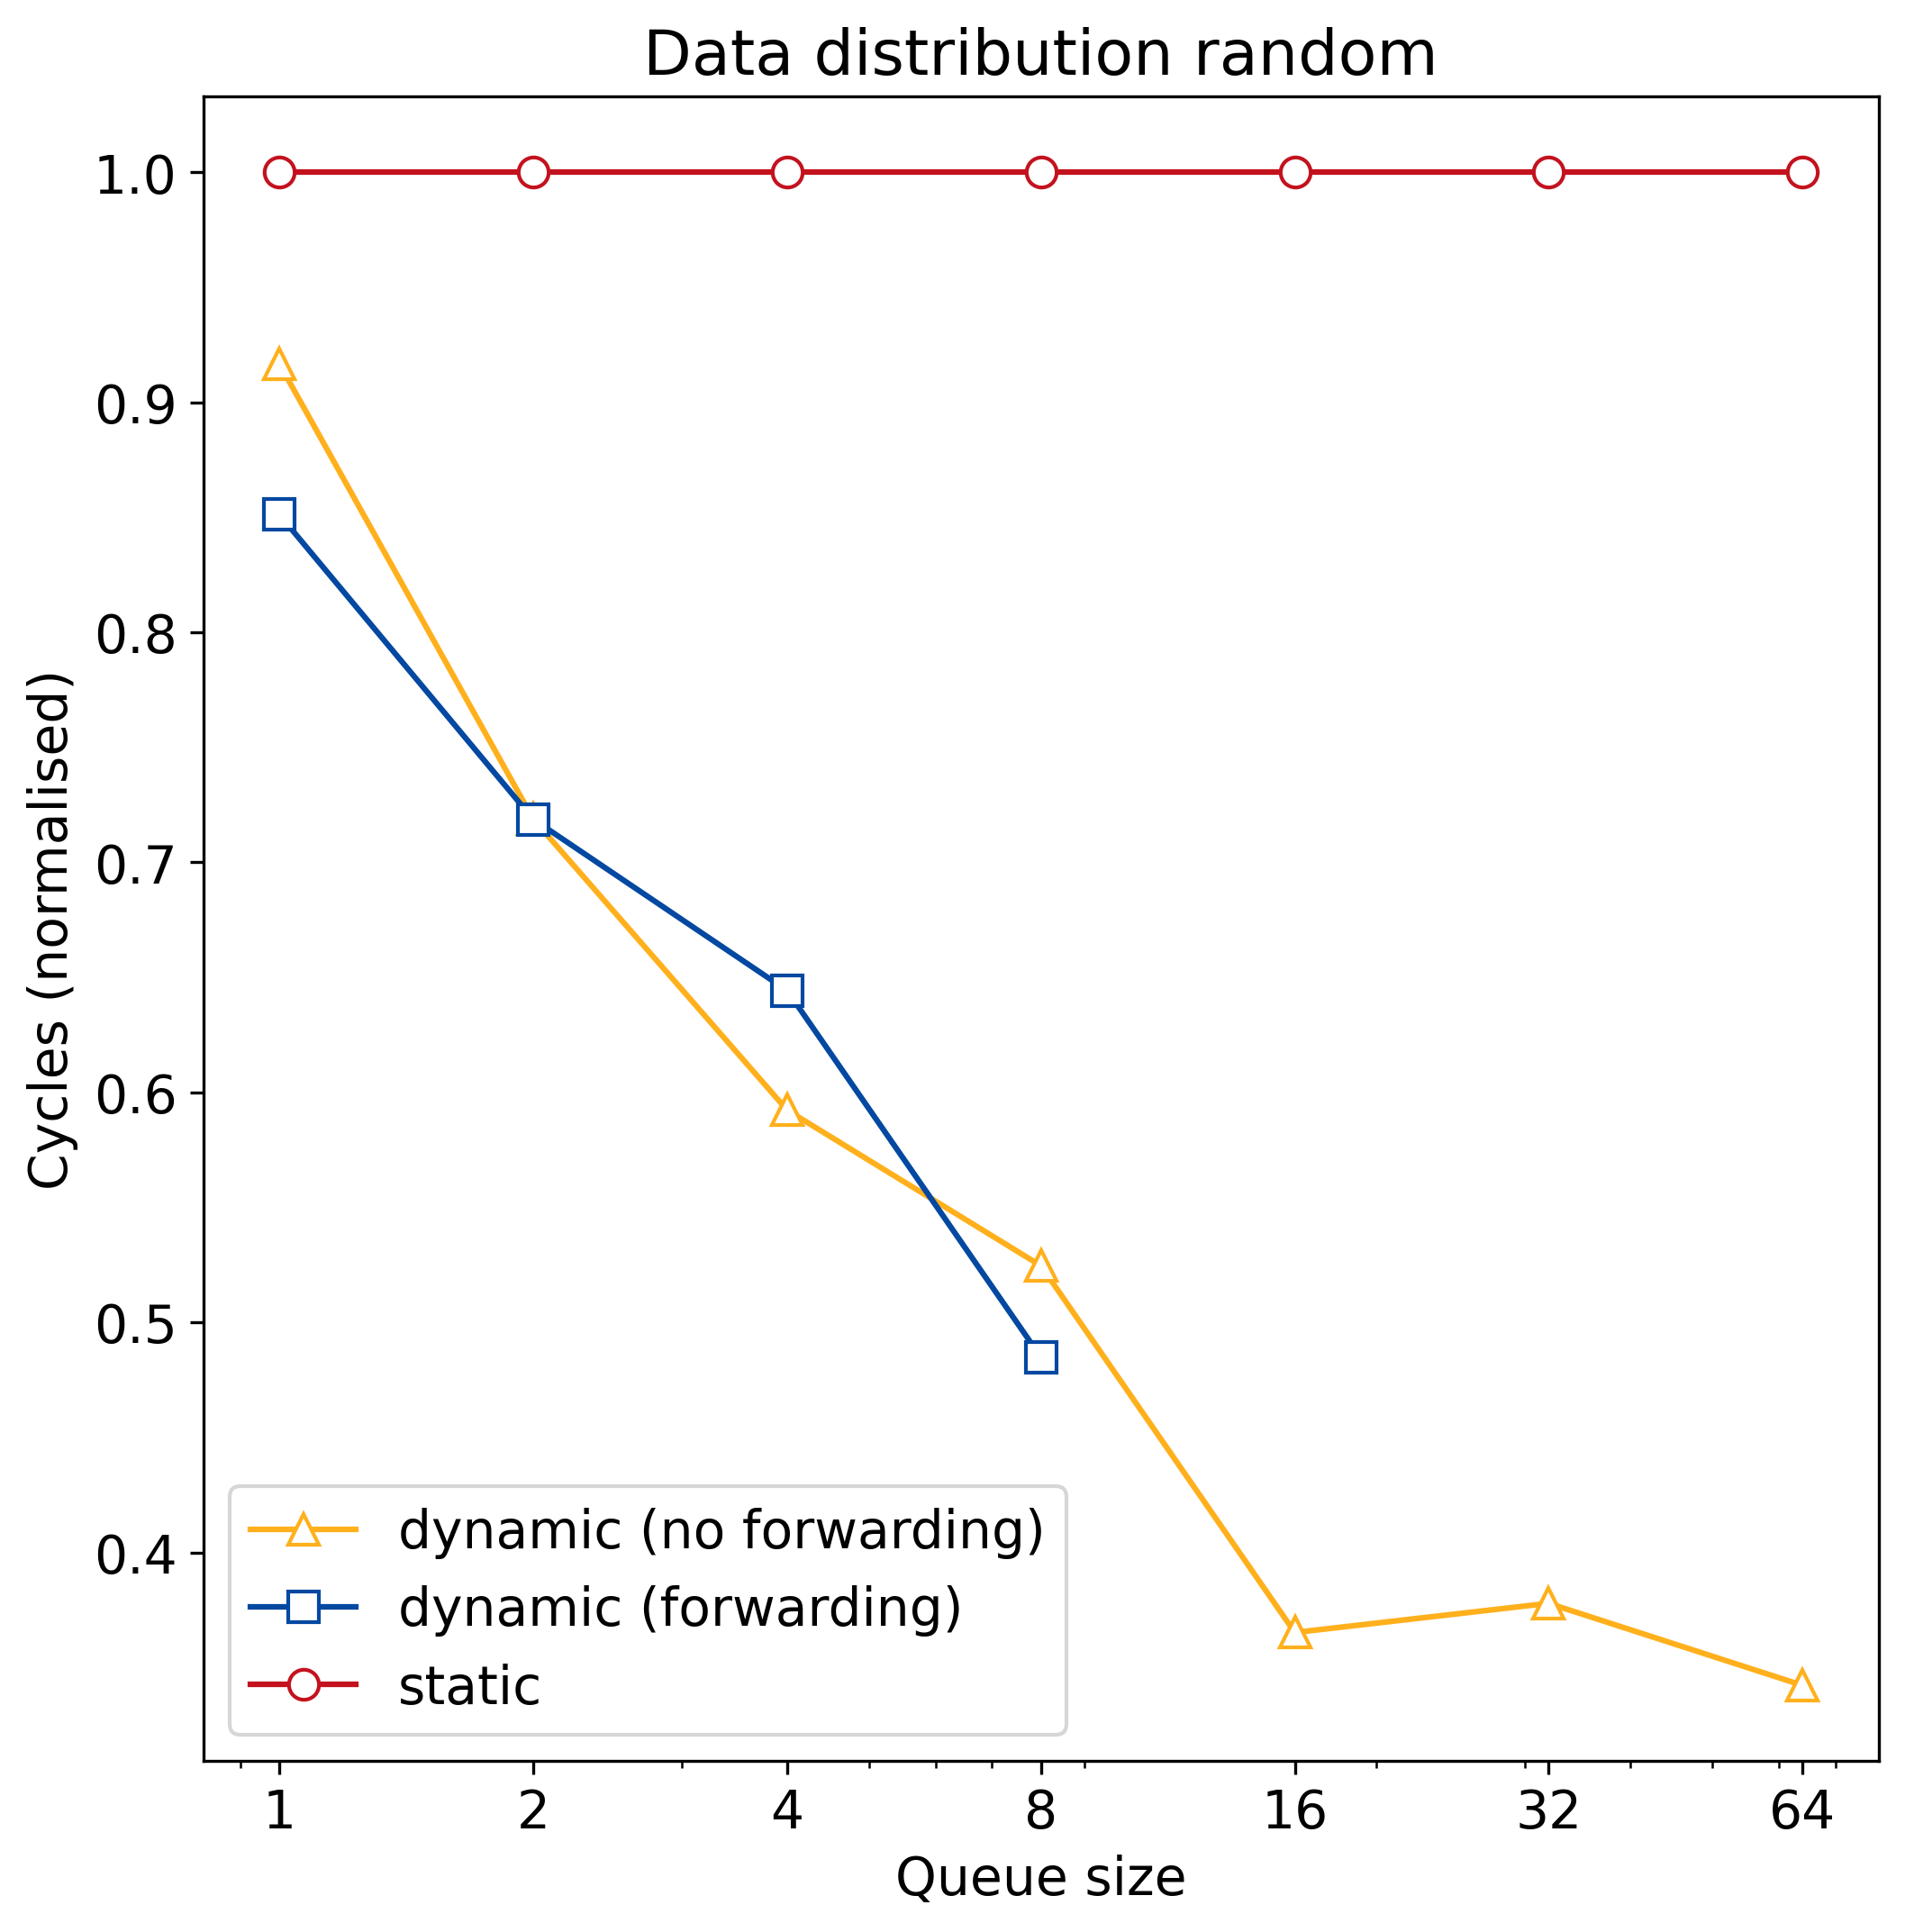 Data distribution random
Cycles (normalised)
1.0
0.9
0.8
0.7
0.6
0.5
0.4
dynamic (no forwarding)
dynamic (forwarding)
static
1 2 4 8 16 32 64
Queue size